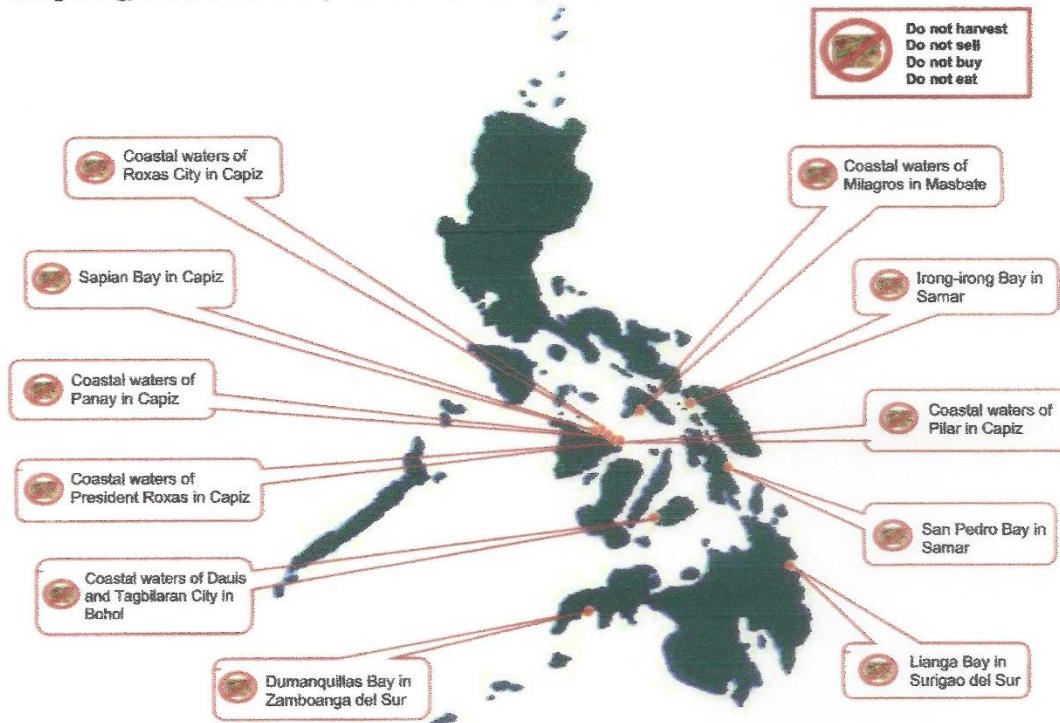 Do not harvest
Do not sell
Do not buy
Do not eat
Coastal waters of
Roxas City in Capiz
Coastal waters of
Milagros in Masbate
Sapian Bay in Capiz
Irong-irong Bay in
Samar
Coastal waters of
Panay in Capiz
Coastal waters of
Pilar in Capiz
Coastal waters of
President Roxas in Capiz
San Pedro Bay in
Samar
Coastal waters of Dauis
and Tagbilaran City in
Bohol
Lianga Bay in
Surigao del Sur
Dumanquillas Bay in
Zamboanga del Sur